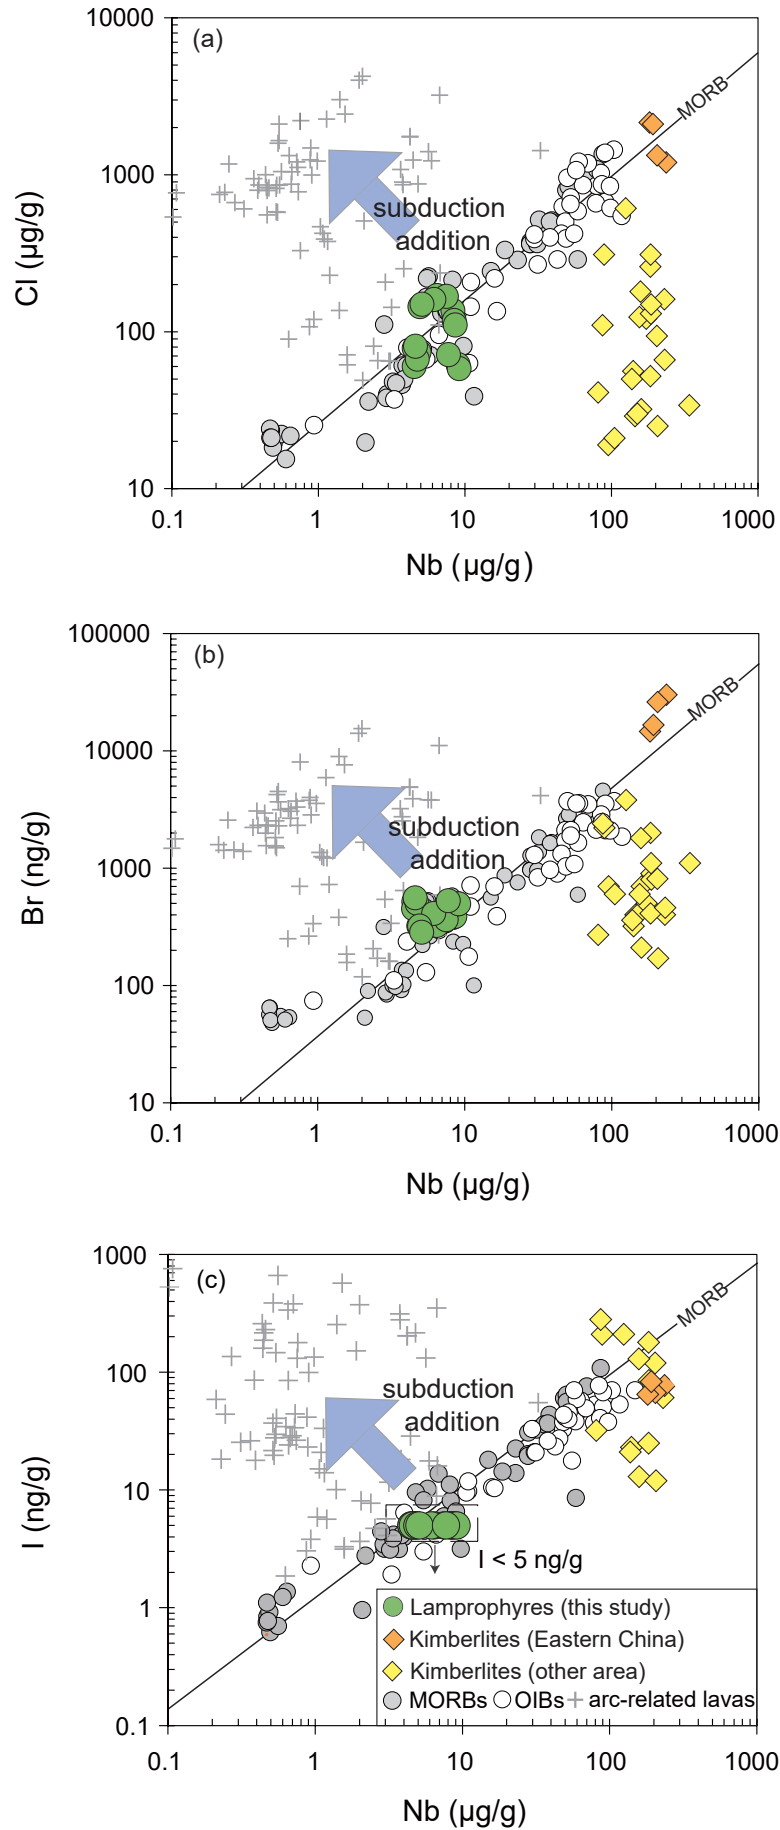 10000
(a)
MORB
1000
subduction
addition
Cl (µg/g)
100
10
0.1 1 10 100 1000
Nb (µg/g)
100000
(b)
MORB
10000
subduction
addition
1000
Br (ng/g)
100
10
0.1 1 10 100 1000
Nb (µg/g)
1000
(c)
MORB
100
subduction
addition
I (ng/g)
10
I < 5 ng/g
1
Lamprophyres (this study)
Kimberlites (Eastern China)
Kimberlites (other area)
MORBs OIBs arc-related lavas
0.1
0.1 1 10 100 1000
Nb (µg/g)